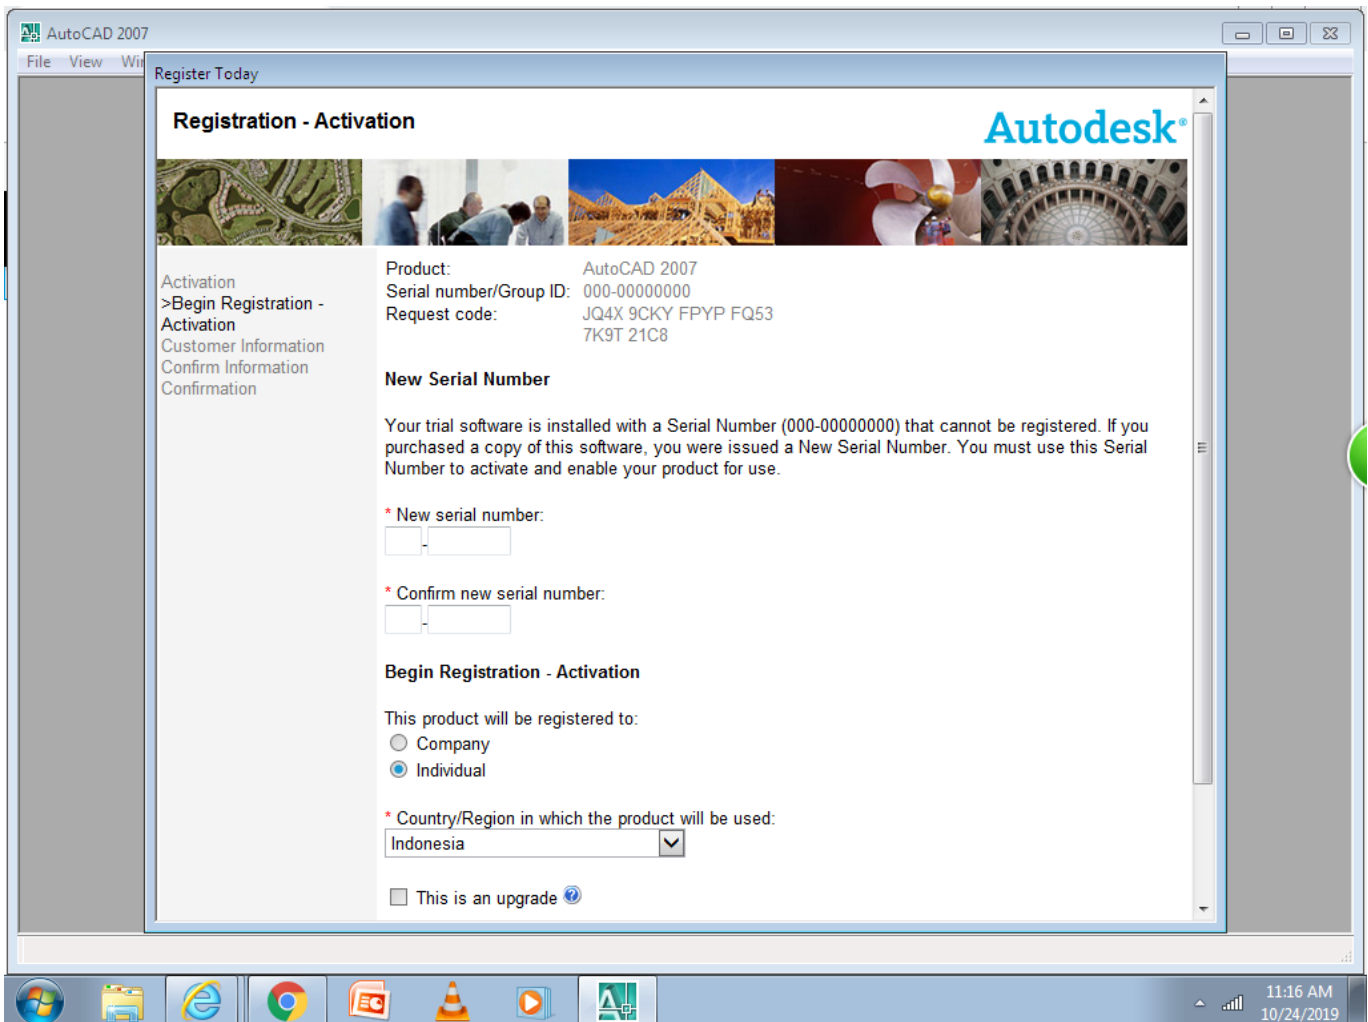 AutoCAD 2007
File View Wi
Register Today
Registration - Activation
Autodesk®
Activation
>Begin Registration -
Activation
Customer Information
Confirm Information
Confirmation
Product: AutoCAD 2007
Serial number/Group ID: 000-00000000
Request code: JQ4X 9CKY FPYP FQ53
7K9T 21C8
New Serial Number
Your trial software is installed with a Serial Number (000-00000000) that cannot be registered. If you
purchased a copy of this software, you were issued a New Serial Number. You must use this Serial
Number to activate and enable your product for use.
* New serial number:
-
* Confirm new serial number:
-
Begin Registration - Activation
This product will be registered to:
Company
Individual
* Country/Region in which the product will be used:
Indonesia
This is an upgrade
11:16 AM
10/24/2019